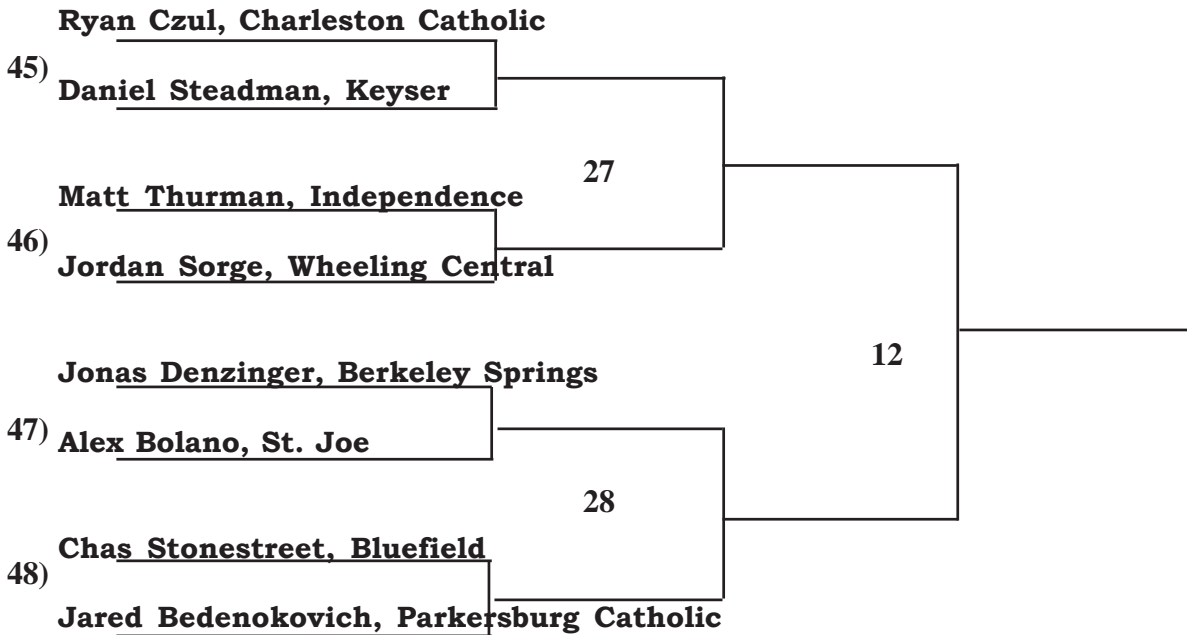 Ryan Czul, Charleston Catholic
45)
Daniel Steadman, Keyser
27
Matt Thurman, Independence
46)
Jordan Sorge, Wheeling Central
12
Jonas Denzinger, Berkeley Springs
47)
Alex Bolano, St. Joe
28
Chas Stonestreet, Bluefield
48)
Jared Bedenokovich, Parkersburg Catholic